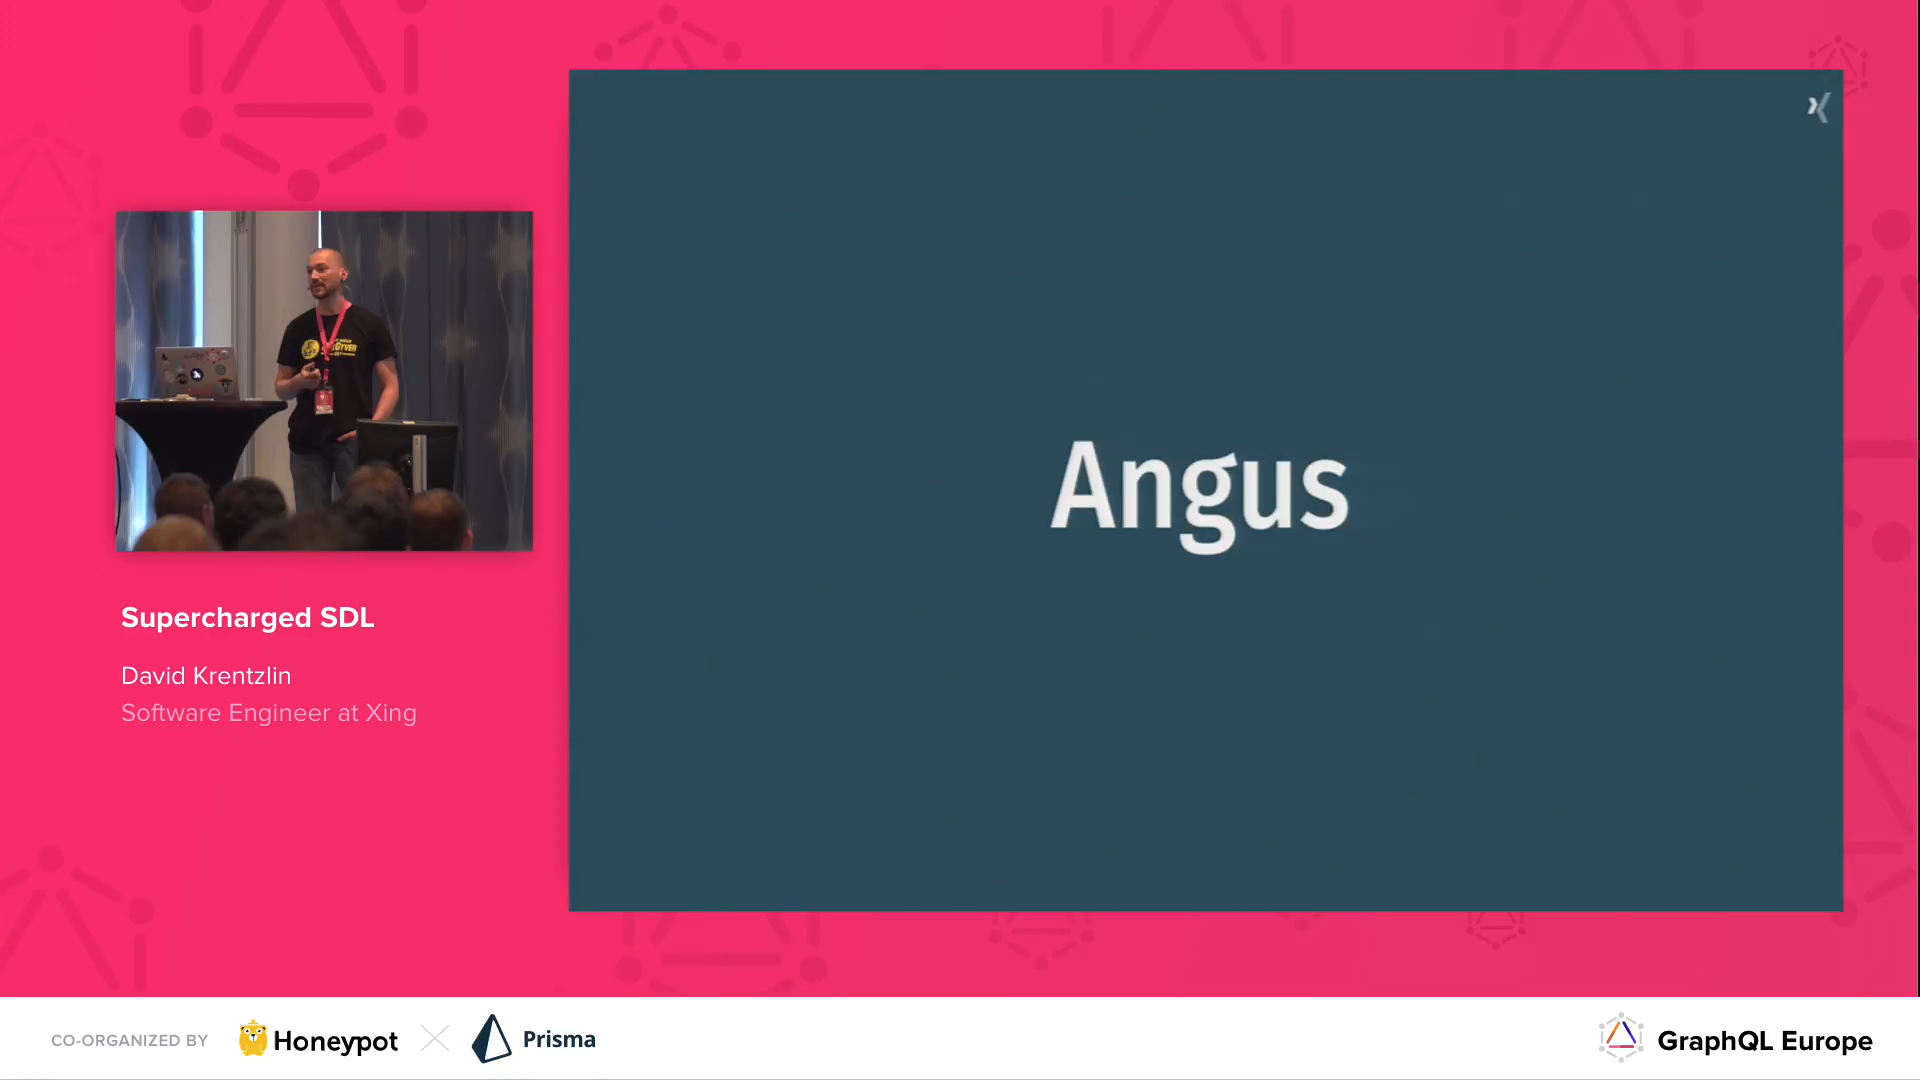 Angus
Supercharged SDL
David Krentzlin
Software Engineer at Xing
CO-ORGANIZED BY
Honeypot
Prisma
GraphQL Europe